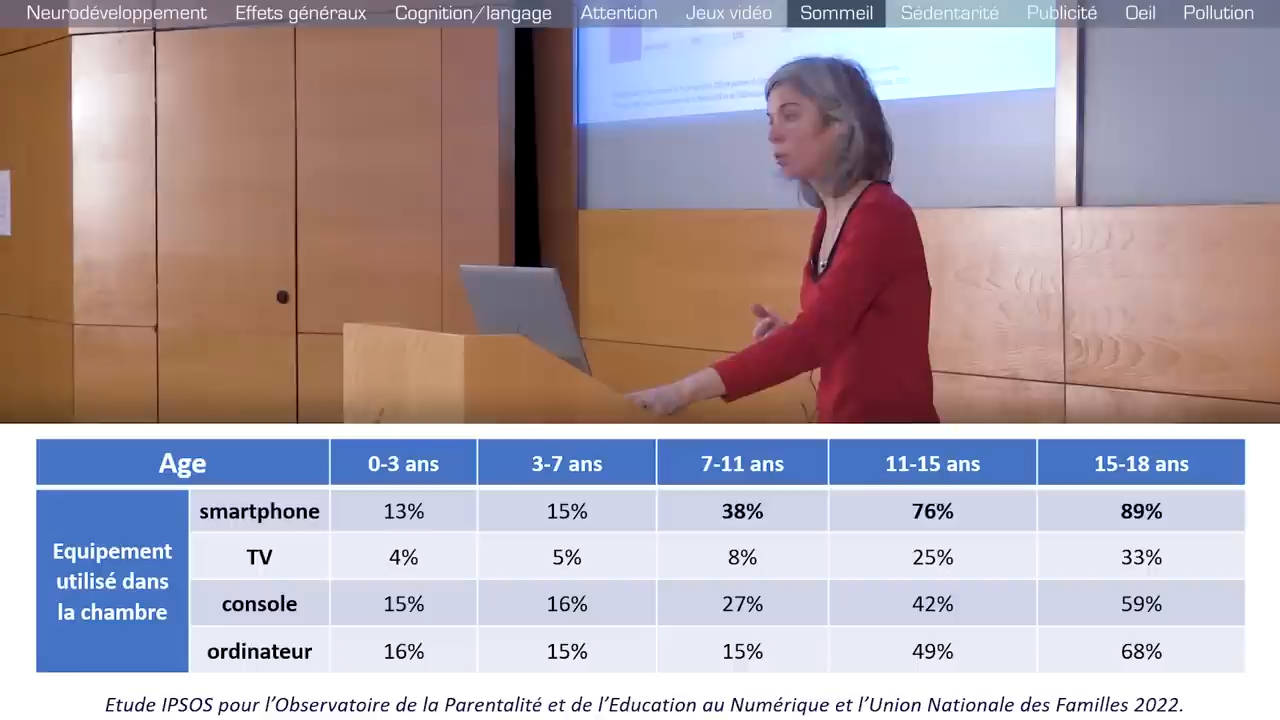 Neurodéveloppement Effets généraux Cognition/langage Attention Jeux vidéo Sommeil Sédentarité Publicité Oeil Pollution
Age 0-3 ans 3-7 ans 7-11 ans 11-15 ans 15-18 ans
Equipement utilisé dans la chambre
smartphone 13% 15% 38% 76% 89%
TV 4% 5% 8% 25% 33%
console 15% 16% 27% 42% 59%
ordinateur 16% 15% 15% 49% 68%
Etude IPSOS pour l’Observatoire de la Parentalité et de l’Education au Numérique et l’Union Nationale des Familles 2022.